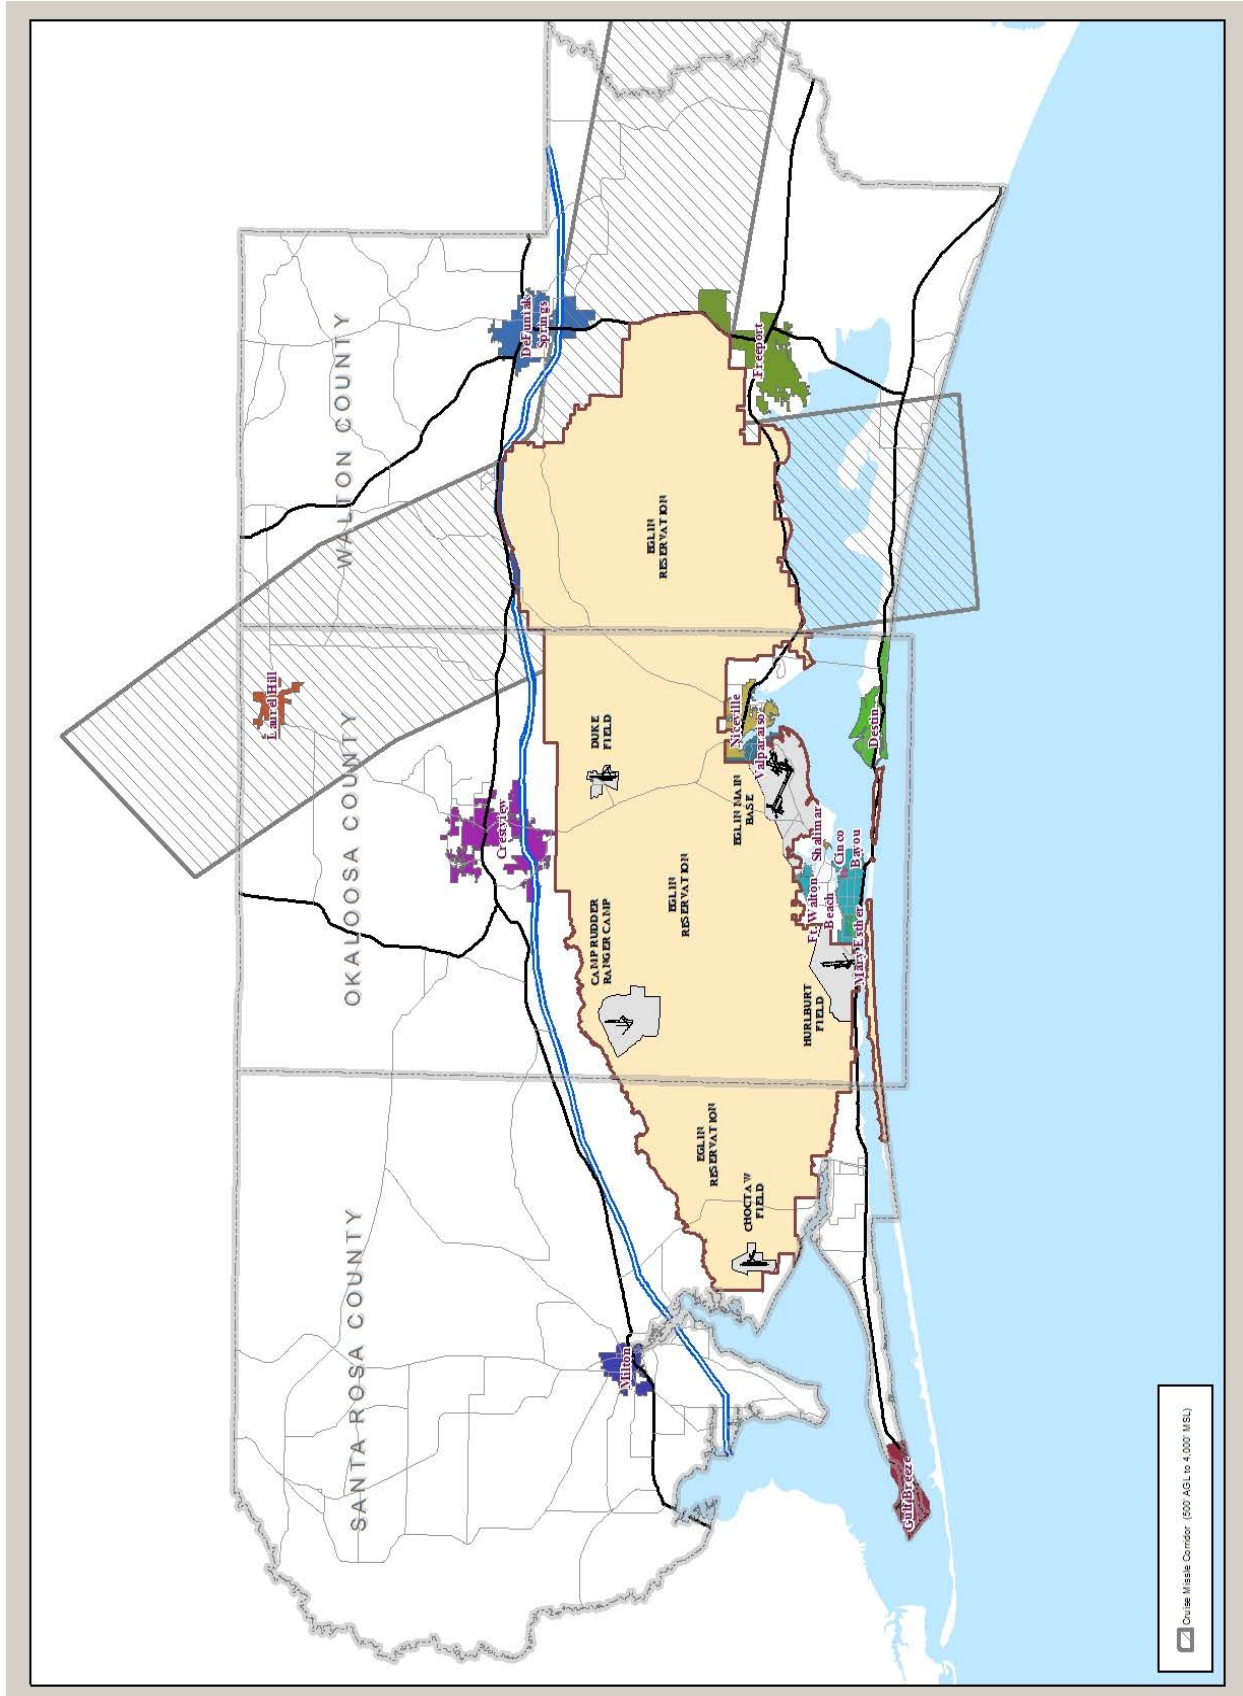 SANTA ROSA COUNTY
OKALOOSA COUNTY
WALTON COUNTY
Laurel Hill
Crestview
DeFuniak
Springs
Milton
CAMP RUDDER
RANGER CAMP
DUKE
FIELD
EGLIN
RESERVATION
EGLIN
RESERVATION
EGLIN
RESERVATION
CHOCTAW
FIELD
EGLIN MAIN
BASE
Niceville
Valparaiso
Freeport
HURLBURT
FIELD
Ft. Walton
Beach
Shalimar
Cinco
Bayou
Mary Esther
Destin
Gulf Breeze
Cruise Missle Corridor (500' AGL to 4,000' MSL)